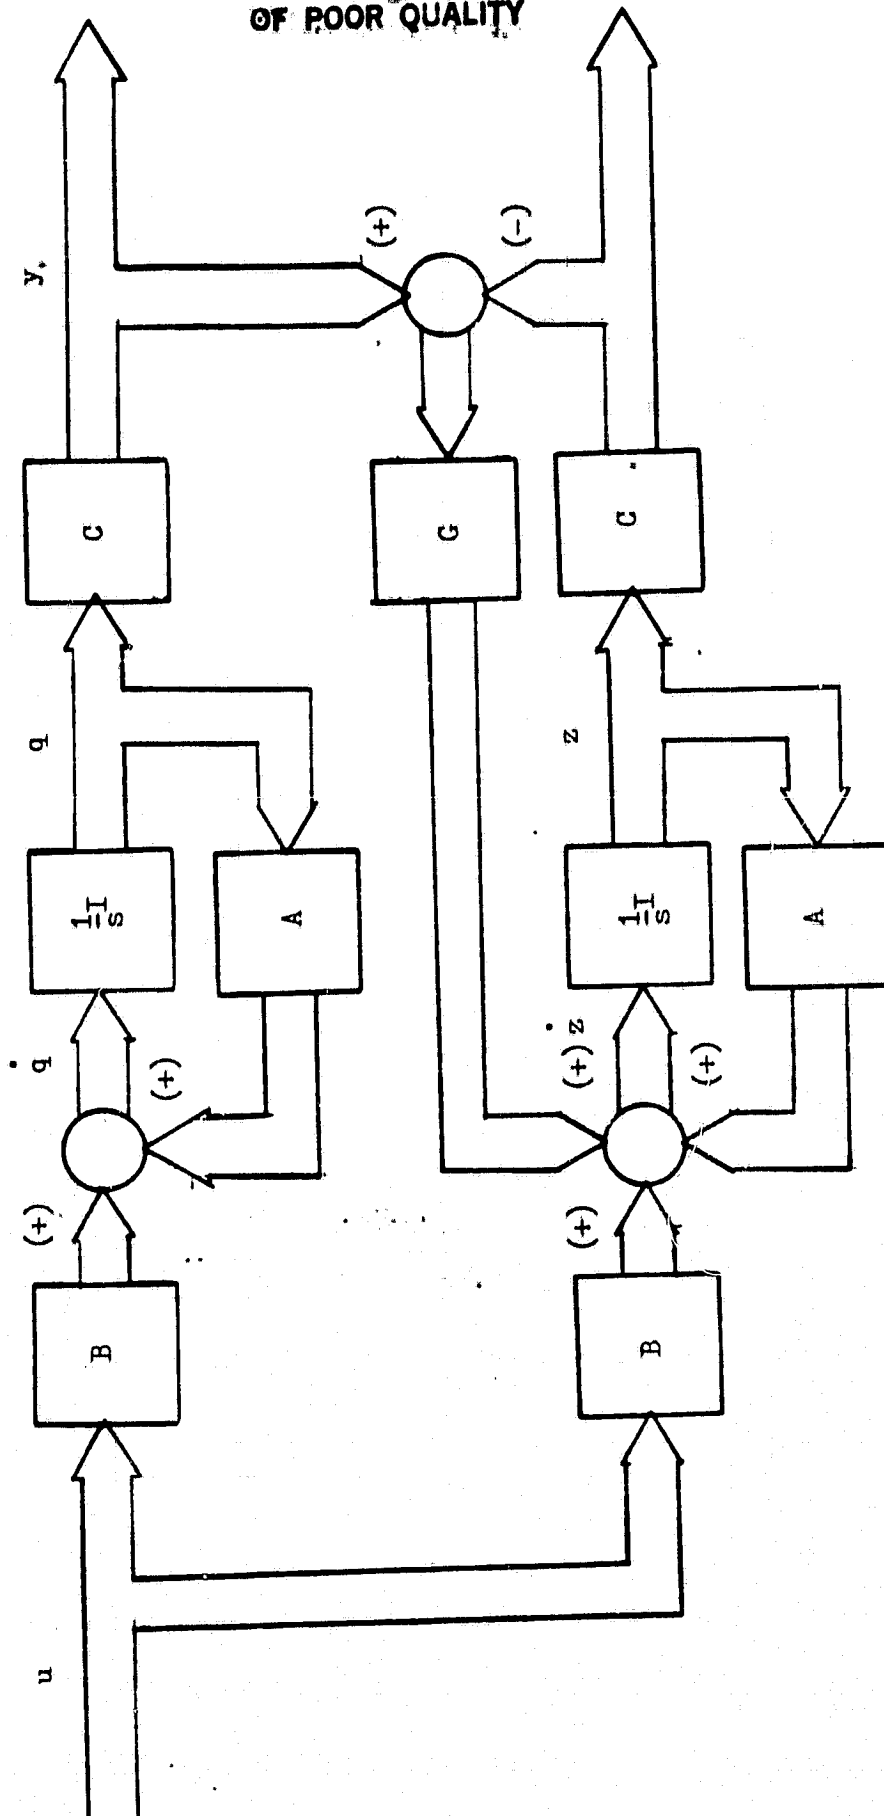 OF POOR QUALITY
u
B
(+)
q̇
(+)
1/s I
A
q
C
y
(+)
(-)
G
B
(+)
(+)
ż
(+)
1/s I
A
z
C